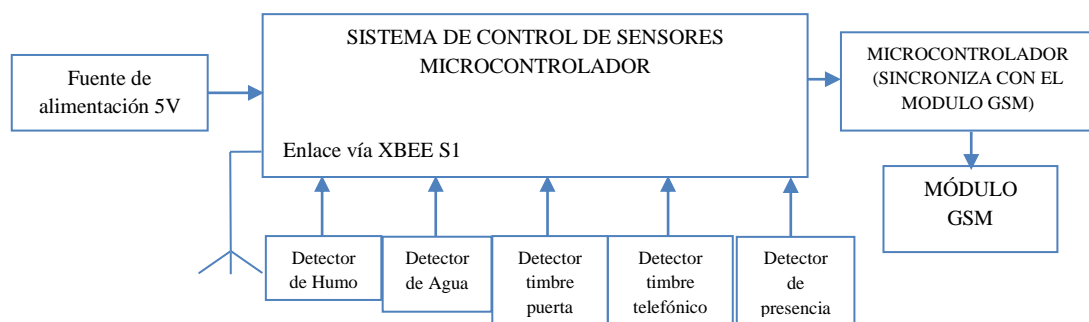 SISTEMA DE CONTROL DE SENSORES
MICROCONTROLADOR
Enlace vía XBEE S1
Fuente de
alimentación 5V
MICROCONTROLADOR
(SINCRONIZA CON EL
MODULO GSM)
MÓDULO
GSM
Detector
de Humo
Detector
de Agua
Detector
timbre
puerta
Detector
timbre
telefónico
Detector
de
presencia